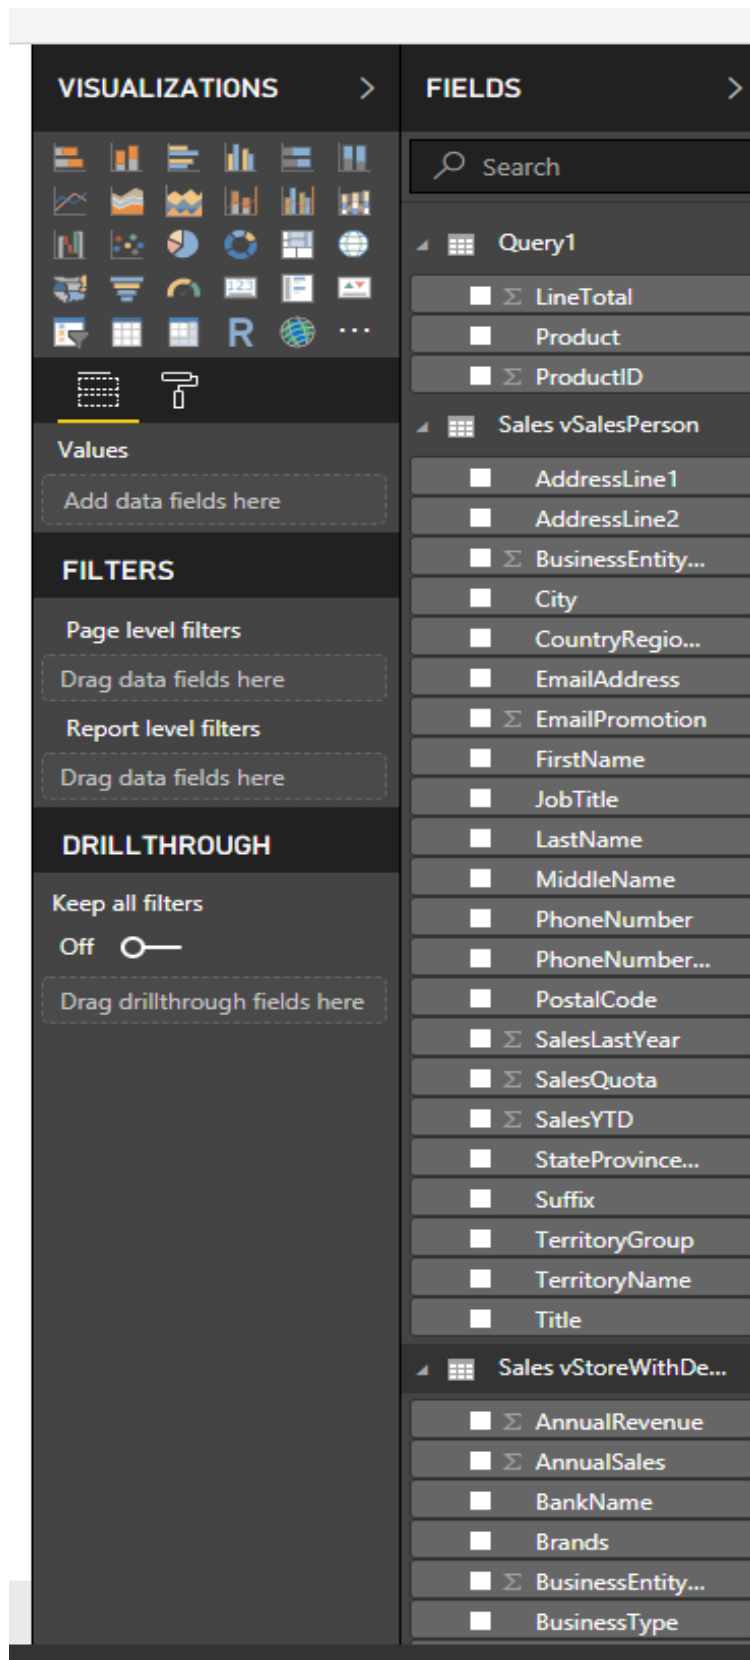 VISUALIZATIONS
123
R
Values
Add data fields here
FILTERS
Page level filters
Drag data fields here
Report level filters
Drag data fields here
DRILLTHROUGH
Keep all filters
Off
Drag drillthrough fields here
FIELDS
Search
Query1
Σ LineTotal
Product
Σ ProductID
Sales vSalesPerson
AddressLine1
AddressLine2
Σ BusinessEntity...
City
CountryRegio...
EmailAddress
Σ EmailPromotion
FirstName
JobTitle
LastName
MiddleName
PhoneNumber
PhoneNumber...
PostalCode
Σ SalesLastYear
Σ SalesQuota
Σ SalesYTD
StateProvince...
Suffix
TerritoryGroup
TerritoryName
Title
Sales vStoreWithDe...
Σ AnnualRevenue
Σ AnnualSales
BankName
Brands
Σ BusinessEntity...
BusinessType